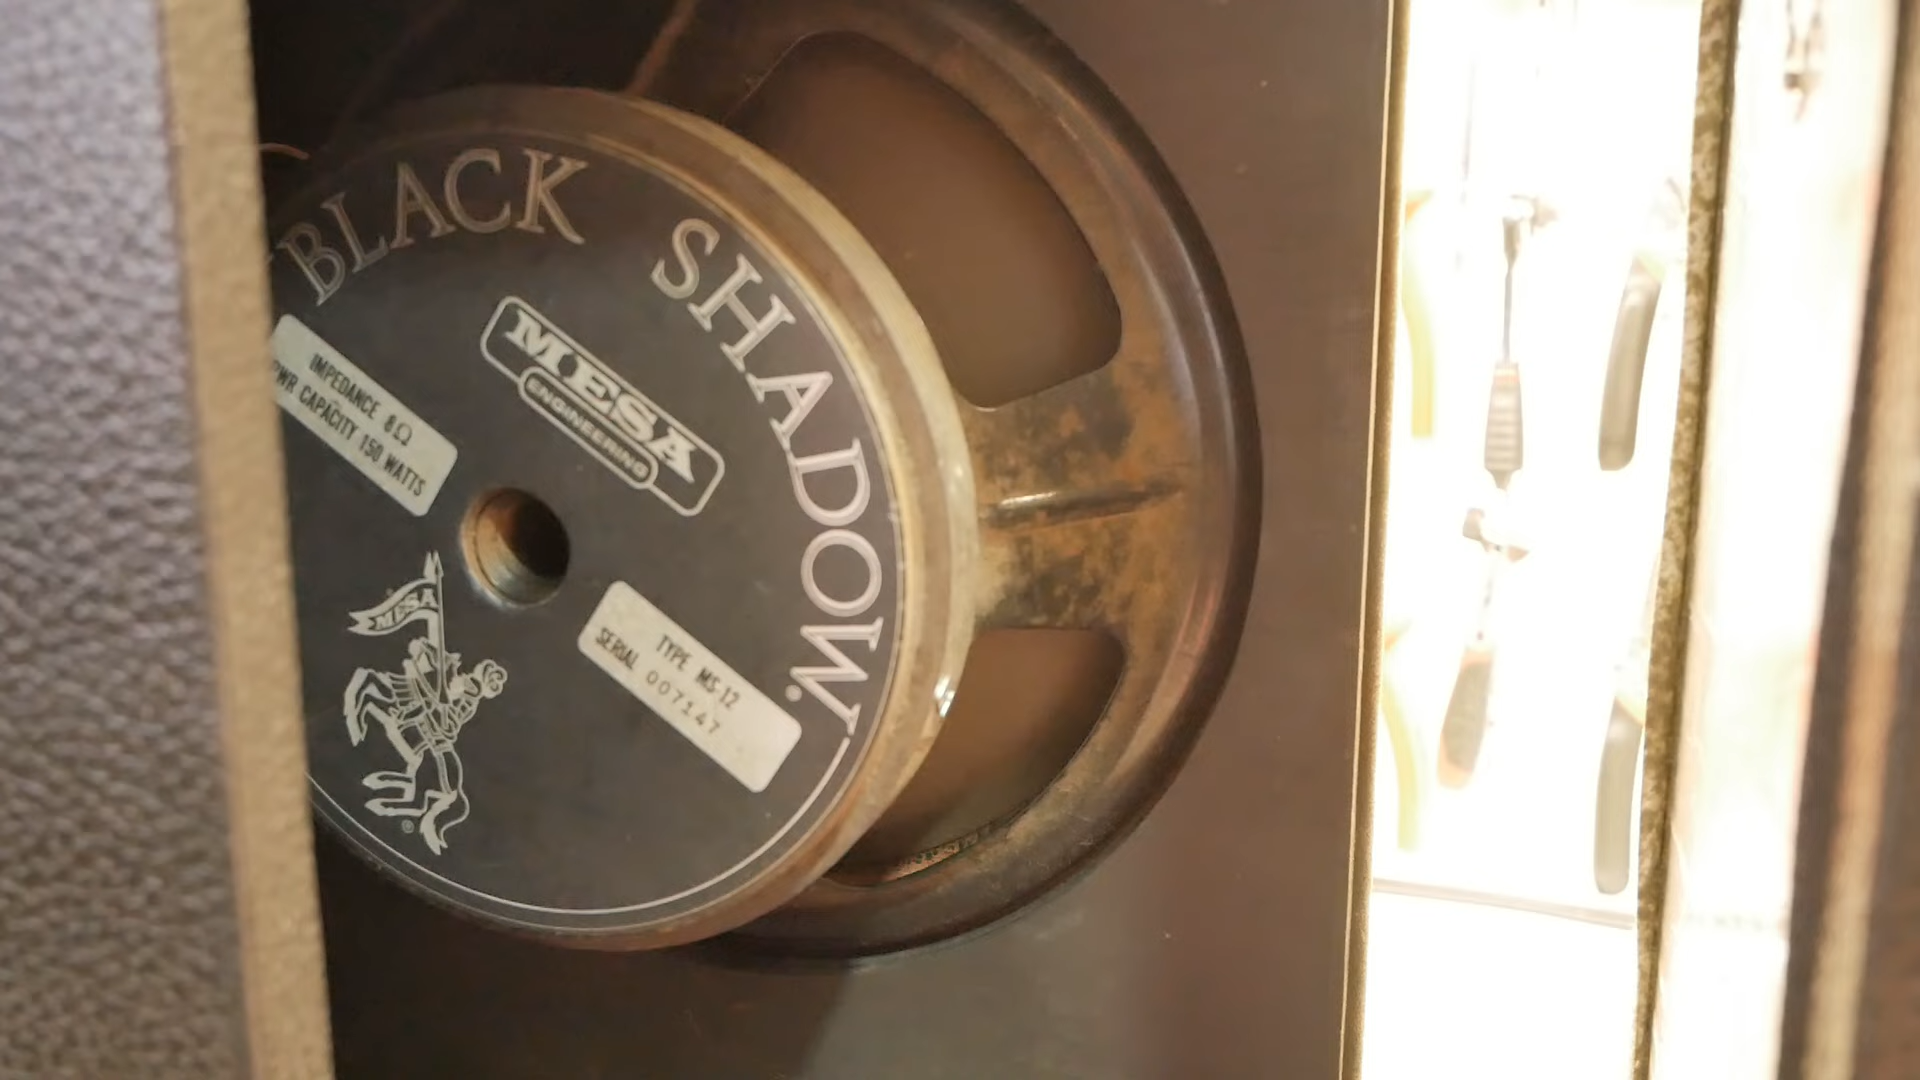 BLACK SHADOW
MESA
ENGINEERING
IMPEDANCE 8Ω
PWR CAPACITY 150 WATTS
MESA
®
TYPE MS-12
SERIAL 007147